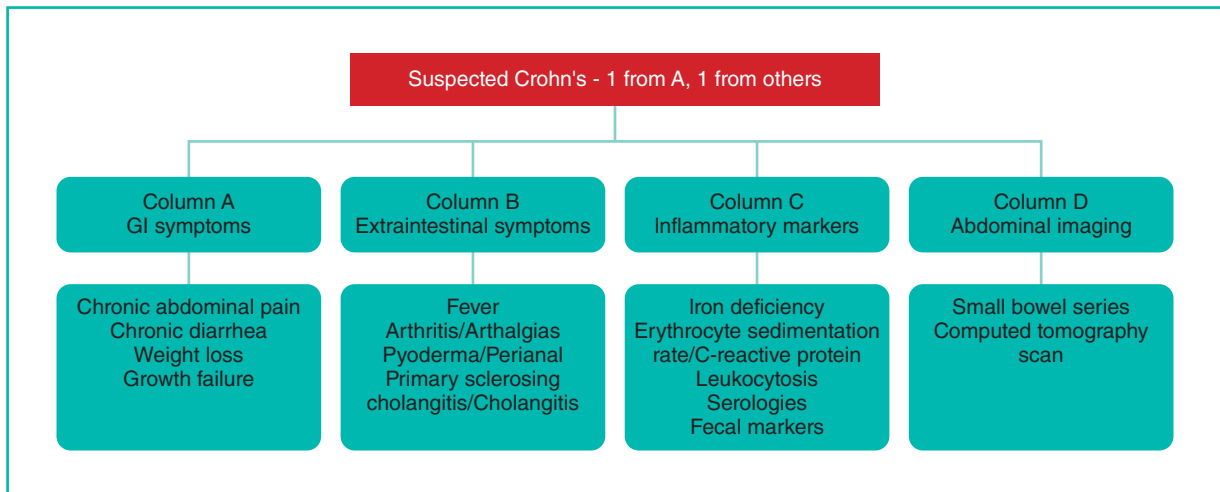 Suspected Crohn's - 1 from A, 1 from others
Column A
GI symptoms
Column B
Extraintestinal symptoms
Column C
Inflammatory markers
Column D
Abdominal imaging
Chronic abdominal pain
Chronic diarrhea
Weight loss
Growth failure
Fever
Arthritis/Arthalgias
Pyoderma/Perianal
Primary sclerosing
cholangitis/Cholangitis
Iron deficiency
Erythrocyte sedimentation
rate/C-reactive protein
Leukocytosis
Serologies
Fecal markers
Small bowel series
Computed tomography
scan